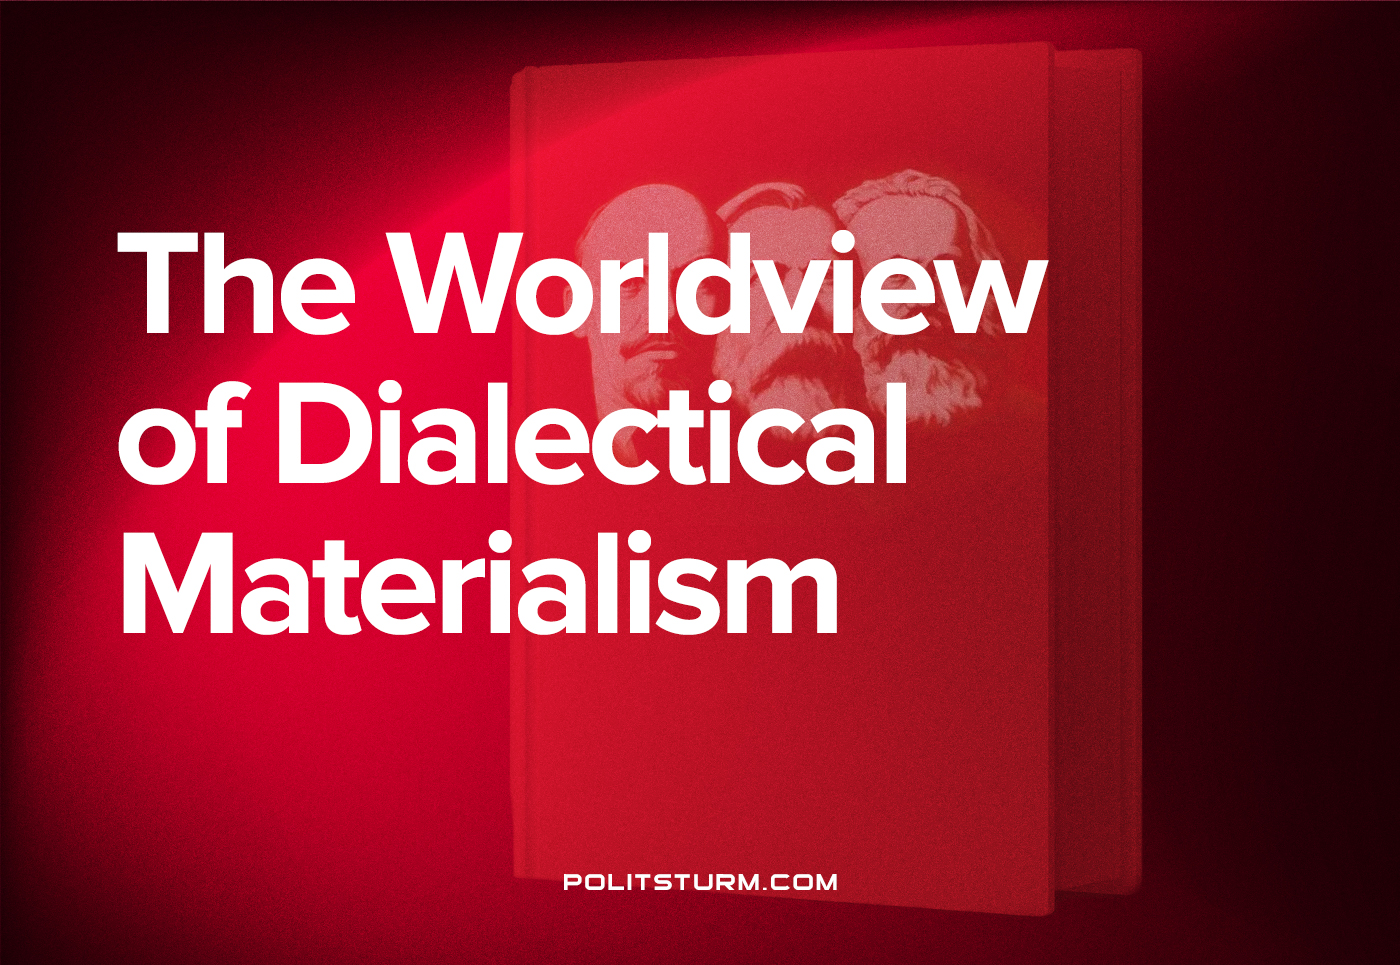 The Worldview
of Dialectical
Materialism
POLITSTURM.COM